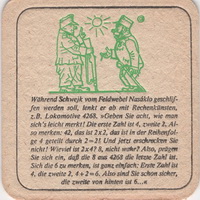 Während Schwejk vom Feldwebel Nasáklo geschlif-
fen werden soll, lenkt er ab mit Rechenkünsten,
z.B. Lokomotive 4268. »Geben Sie acht, wie man
sich's leicht merkt! Die erste Zahl ist 4, zweite 2. Al-
so merken: 42, das ist 2x2, das ist in der Reihenfol-
ge 4 geteilt durch 2 = 2! Und jetzt erschrecken Sie
nicht! Wieviel ist 2x4? 8, nicht wahr? Also, prägen
Sie sich ein, daß die 8 aus 4268 die letzte Zahl ist.
Sich die 6 zu merken, ist ganz einfach: Erste Zahl ist
4, die zweite 2, 4 + 2 = 6. Also sind Sie schon sicher,
die zweite von hinten ist 6...«